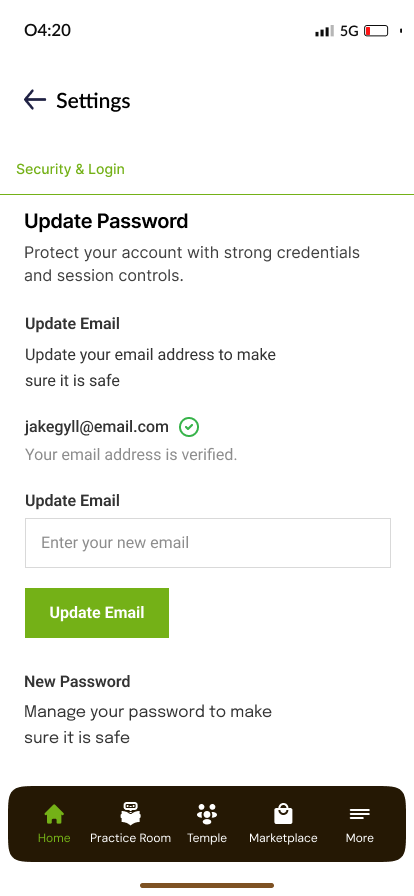 04:20
5G
Settings
Security & Login
Update Password
Protect your account with strong credentials
and session controls.
Update Email
Update your email address to make
sure it is safe
jakegyll@email.com
Your email address is verified.
Update Email
Enter your new email
Update Email
New Password
Manage your password to make
sure it is safe
Home
Practice Room
Temple
Marketplace
More